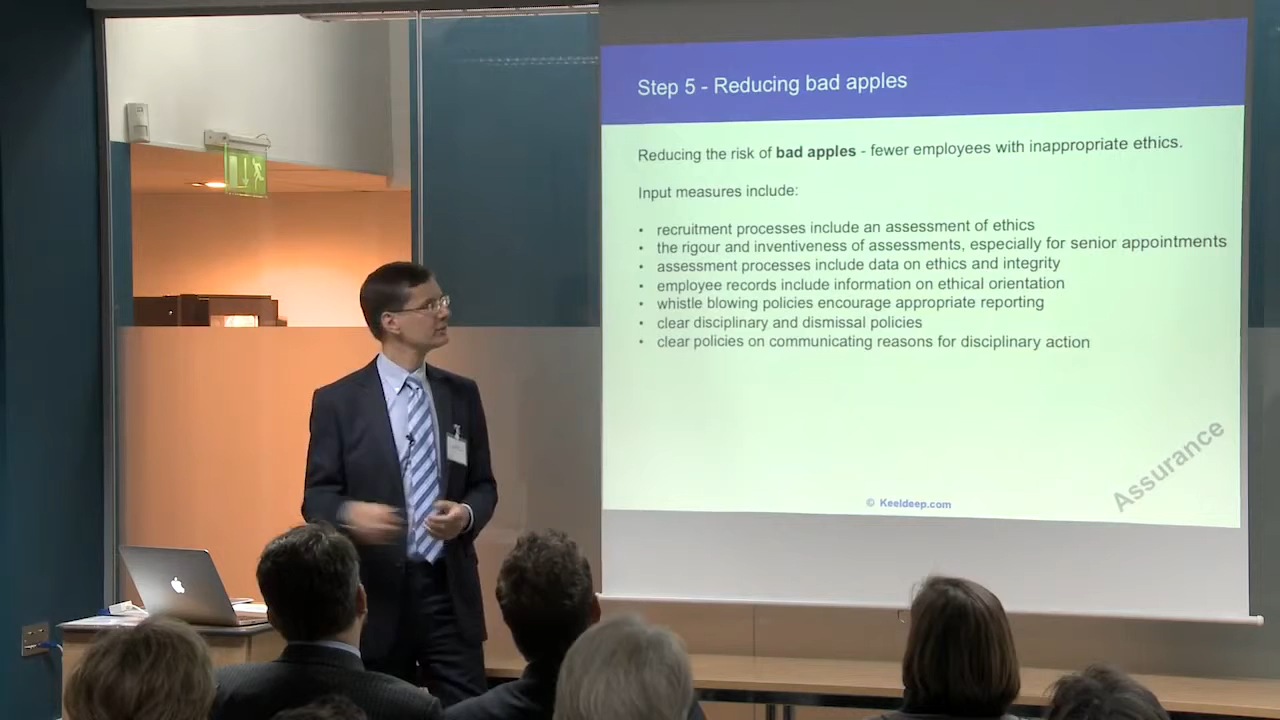 Step 5 - Reducing bad apples
Reducing the risk of bad apples - fewer employees with inappropriate ethics.
Input measures include:
• recruitment processes include an assessment of ethics
• the rigour and inventiveness of assessments, especially for senior appointments
• assessment processes include data on ethics and integrity
• employee records include information on ethical orientation
• whistle blowing policies encourage appropriate reporting
• clear disciplinary and dismissal policies
• clear policies on communicating reasons for disciplinary action
Assurance
© Keeldeep.com